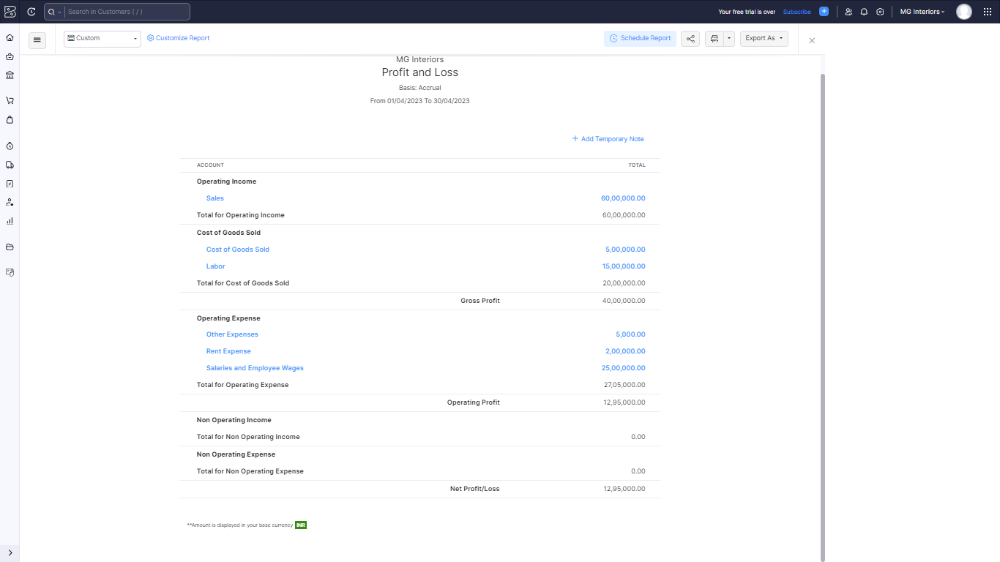 Search in Customers ( / )
Your free trial is over Subscribe
MG Interiors
Custom
Customize Report
Schedule Report
Export As
MG Interiors
Profit and Loss
Basis: Accrual
From 01/04/2023 To 30/04/2023
Add Temporary Note
ACCOUNT TOTAL
Operating Income
Sales 60,00,000.00
Total for Operating Income 60,00,000.00
Cost of Goods Sold
Cost of Goods Sold 5,00,000.00
Labor 15,00,000.00
Total for Cost of Goods Sold 20,00,000.00
Gross Profit 40,00,000.00
Operating Expense
Other Expenses 5,000.00
Rent Expense 2,00,000.00
Salaries and Employee Wages 25,00,000.00
Total for Operating Expense 27,05,000.00
Operating Profit 12,95,000.00
Non Operating Income
Total for Non Operating Income 0.00
Non Operating Expense
Total for Non Operating Expense 0.00
Net Profit/Loss 12,95,000.00
**Amount is displayed in your base currency INR